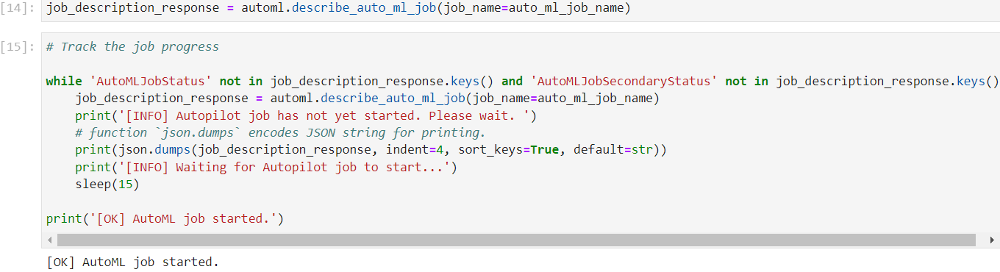 [14]: job_description_response = automl.describe_auto_ml_job(job_name=auto_ml_job_name)
[15]: # Track the job progress
while 'AutoMLJobStatus' not in job_description_response.keys() and 'AutoMLJobSecondaryStatus' not in job_description_response.keys()
    job_description_response = automl.describe_auto_ml_job(job_name=auto_ml_job_name)
    print('[INFO] Autopilot job has not yet started. Please wait. ')
    # function `json.dumps` encodes JSON string for printing.
    print(json.dumps(job_description_response, indent=4, sort_keys=True, default=str))
    print('[INFO] Waiting for Autopilot job to start...')
    sleep(15)
print('[OK] AutoML job started.')
[OK] AutoML job started.